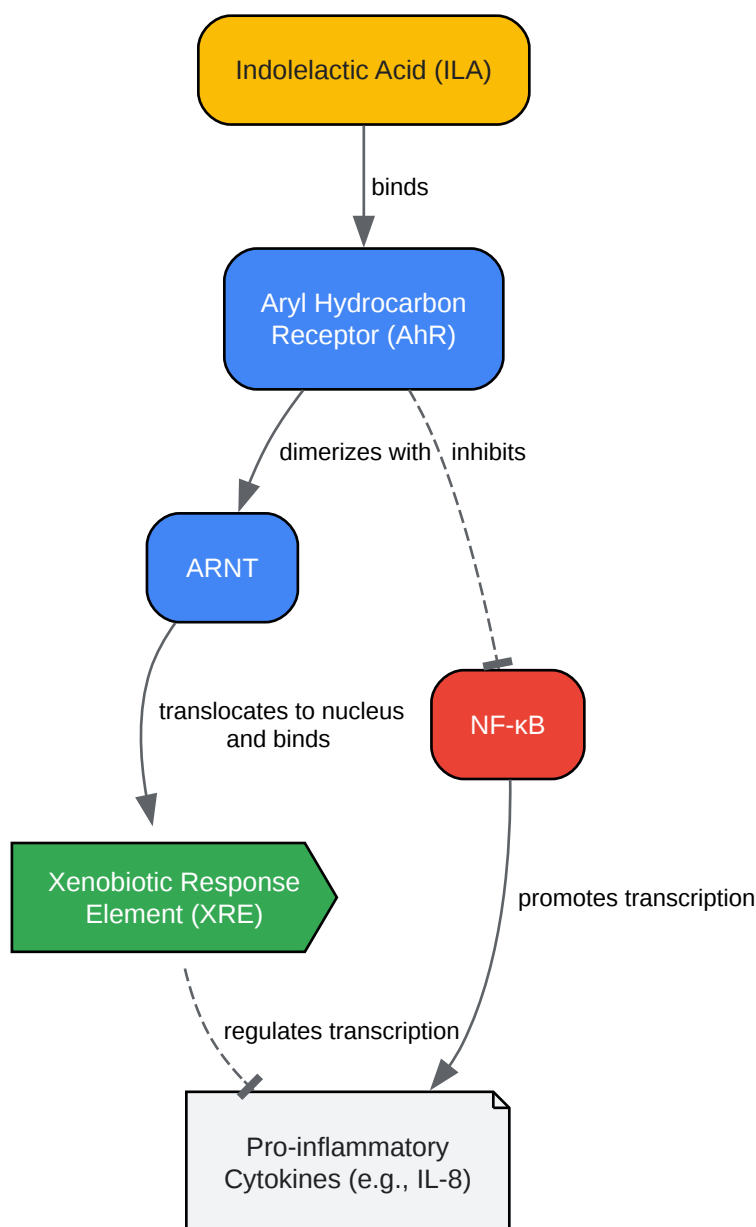 Indolelactic Acid (ILA)
binds
Aryl Hydrocarbon
Receptor (AhR)
dimerizes with
inhibits
ARNT
translocates to nucleus
and binds
NF-κB
Xenobiotic Response
Element (XRE)
promotes transcription
regulates transcription
Pro-inflammatory
Cytokines (e.g., IL-8)